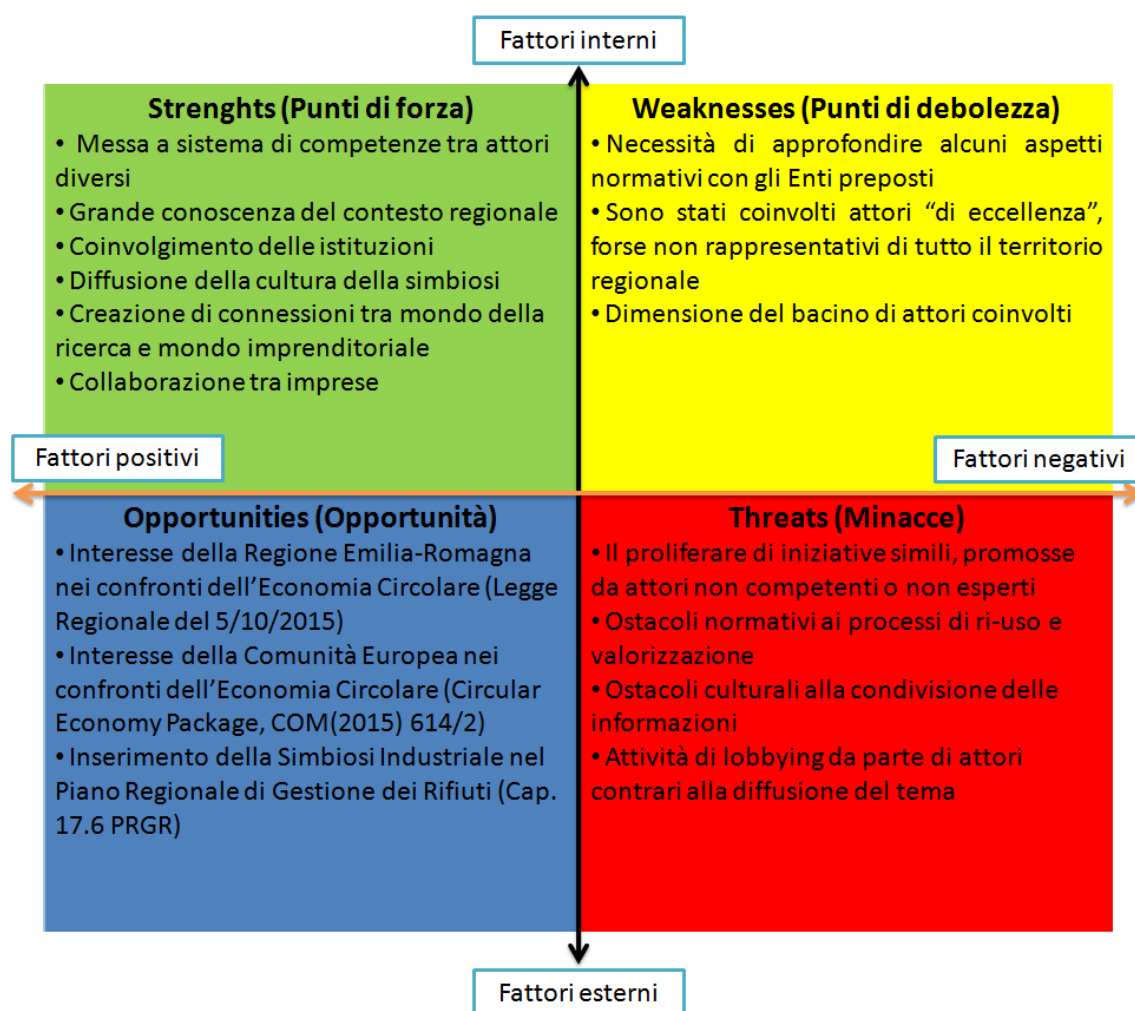 Fattori interni
Strenghts (Punti di forza)
• Messa a sistema di competenze tra attori
diversi
• Grande conoscenza del contesto regionale
• Coinvolgimento delle istituzioni
• Diffusione della cultura della simbiosi
• Creazione di connessioni tra mondo della
ricerca e mondo imprenditoriale
• Collaborazione tra imprese
Weaknesses (Punti di debolezza)
• Necessità di approfondire alcuni aspetti
normativi con gli Enti preposti
• Sono stati coinvolti attori “di eccellenza”,
forse non rappresentativi di tutto il territorio
regionale
• Dimensione del bacino di attori coinvolti
Fattori positivi
Fattori negativi
Opportunities (Opportunità)
• Interesse della Regione Emilia-Romagna
nei confronti dell’Economia Circolare (Legge
Regionale del 5/10/2015)
• Interesse della Comunità Europea nei
confronti dell’Economia Circolare (Circular
Economy Package, COM(2015) 614/2)
• Inserimento della Simbiosi Industriale nel
Piano Regionale di Gestione dei Rifiuti (Cap.
17.6 PRGR)
Threats (Minacce)
• Il proliferare di iniziative simili, promosse
da attori non competenti o non esperti
• Ostacoli normativi ai processi di ri-uso e
valorizzazione
• Ostacoli culturali alla condivisione delle
informazioni
• Attività di lobbying da parte di attori
contrari alla diffusione del tema
Fattori esterni